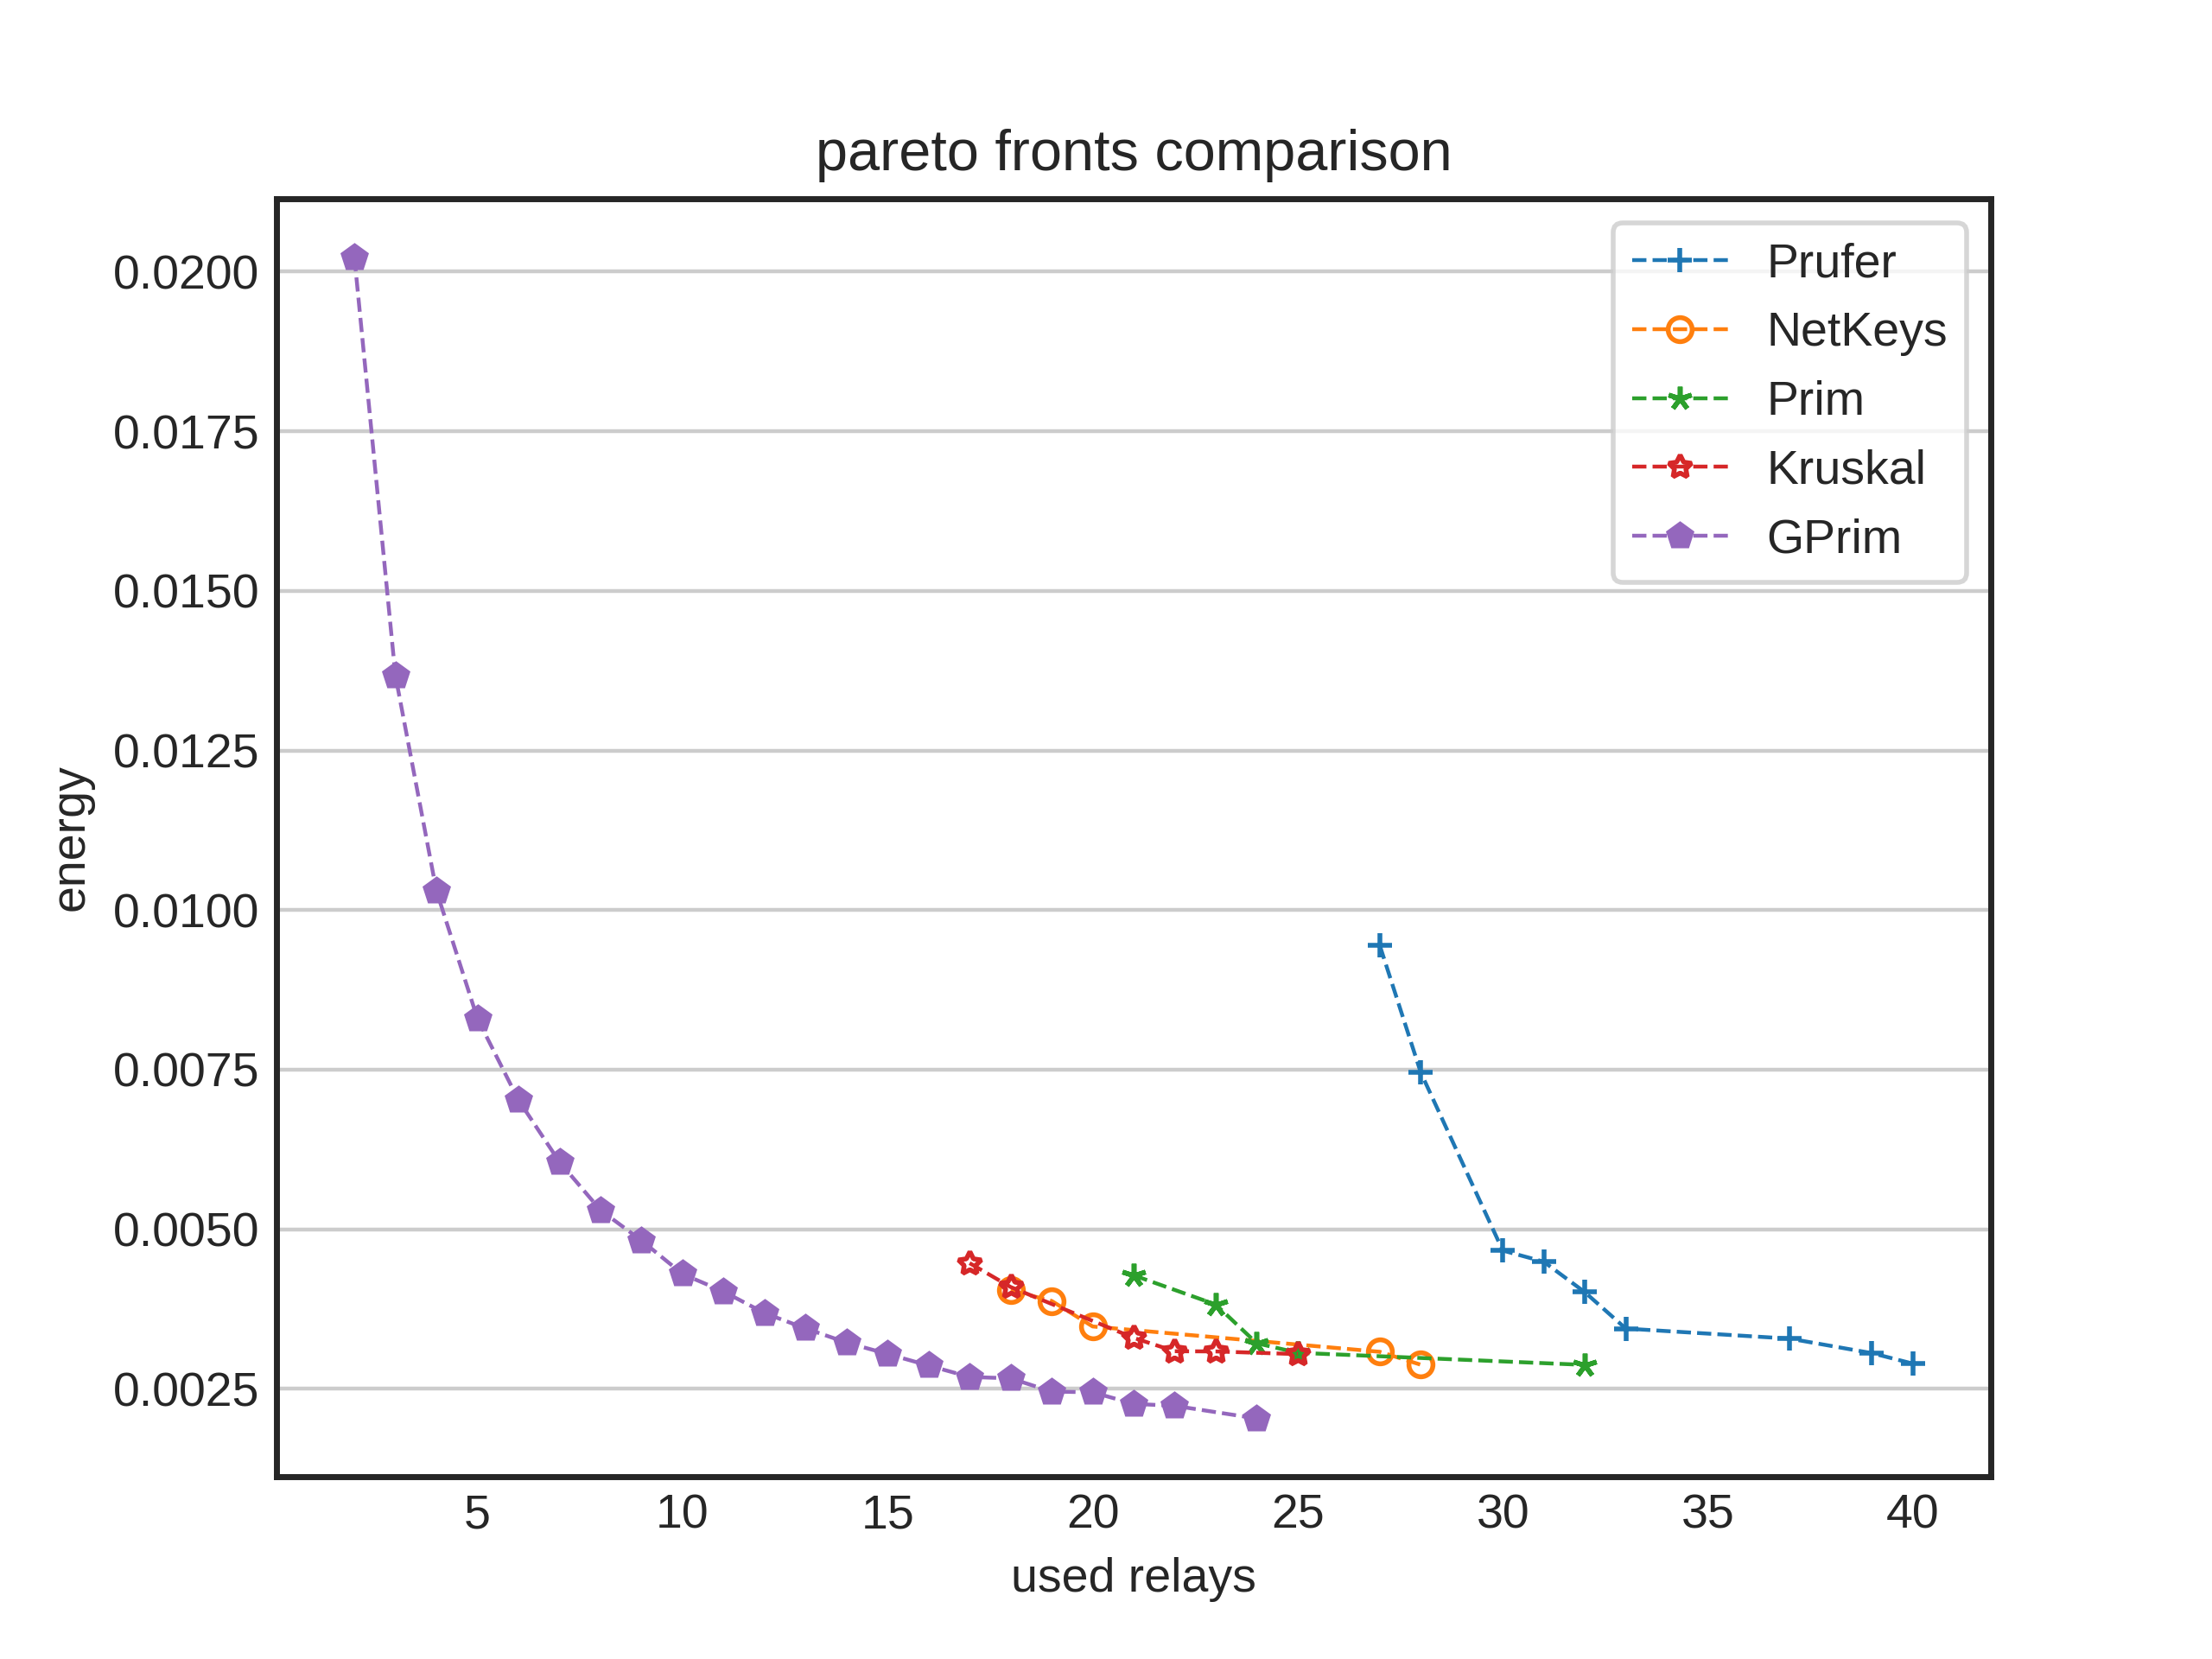 pareto fronts comparison
Prufer
NetKeys
Prim
Kruskal
GPrim
0.0200
0.0175
0.0150
0.0125
0.0100
0.0075
0.0050
0.0025
energy
5 10 15 20 25 30 35 40
used relays